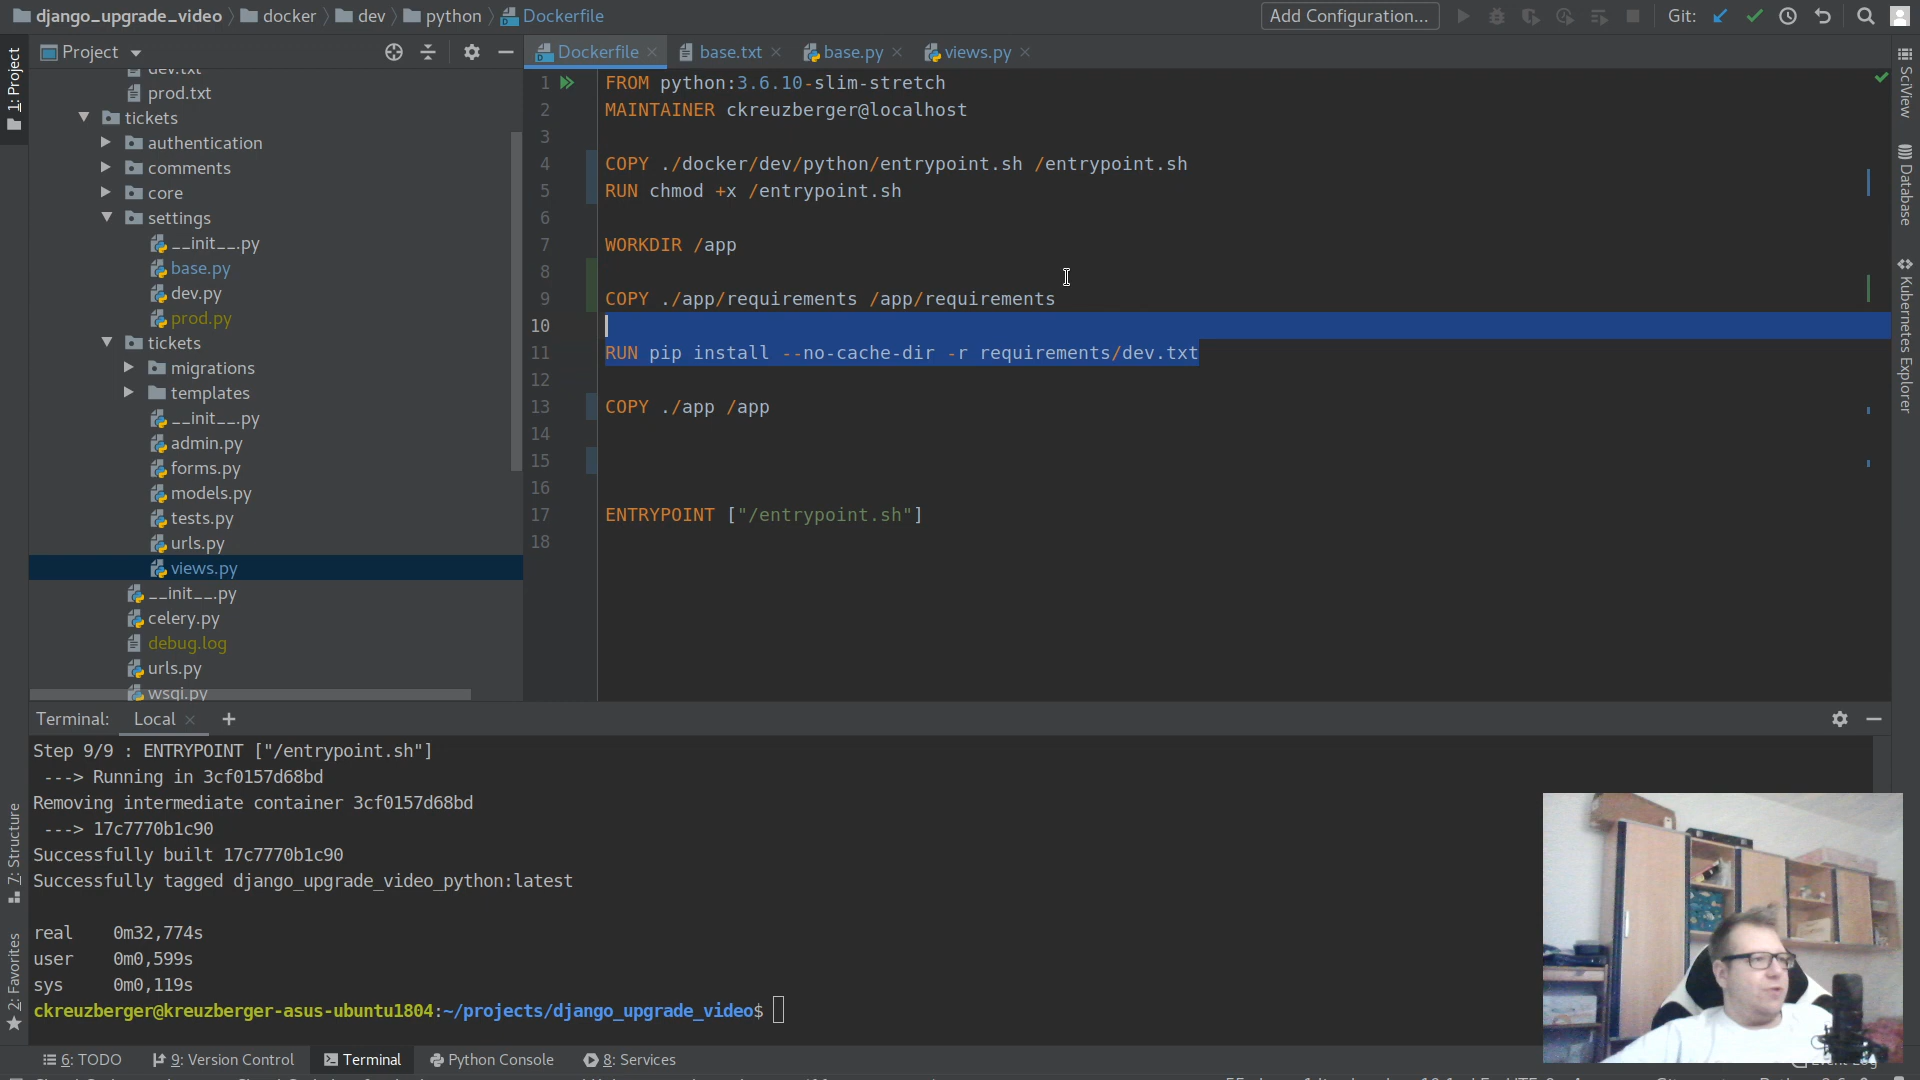 django_upgrade_video docker dev python Dockerfile Add Configuration... Git:
1: Project
Project
Dockerfile base.txt base.py views.py
dev.txt
prod.txt
tickets
authentication
comments
core
settings
__init__.py
base.py
dev.py
prod.py
tickets
migrations
templates
__init__.py
admin.py
forms.py
models.py
tests.py
urls.py
views.py
__init__.py
celery.py
debug.log
urls.py
wsgi.py
1 FROM python:3.6.10-slim-stretch
2 MAINTAINER ckreuzberger@localhost
3
4 COPY ./docker/dev/python/entrypoint.sh /entrypoint.sh
5 RUN chmod +x /entrypoint.sh
6
7 WORKDIR /app
8
9 COPY ./app/requirements /app/requirements
10
11 RUN pip install --no-cache-dir -r requirements/dev.txt
12
13 COPY ./app /app
14
15
16
17 ENTRYPOINT ["/entrypoint.sh"]
18
SciView
Database
Kubernetes Explorer
Terminal: Local +
Step 9/9 : ENTRYPOINT ["/entrypoint.sh"]
---> Running in 3cf0157d68bd
Removing intermediate container 3cf0157d68bd
---> 17c7770b1c90
Successfully built 17c7770b1c90
Successfully tagged django_upgrade_video_python:latest
real 0m32,774s
user 0m0,599s
sys 0m0,119s
ckreuzberger@kreuzberger-asus-ubuntu1804:~/projects/django_upgrade_video$
7: Structure
2: Favorites
6: TODO 9: Version Control Terminal Python Console 8: Services